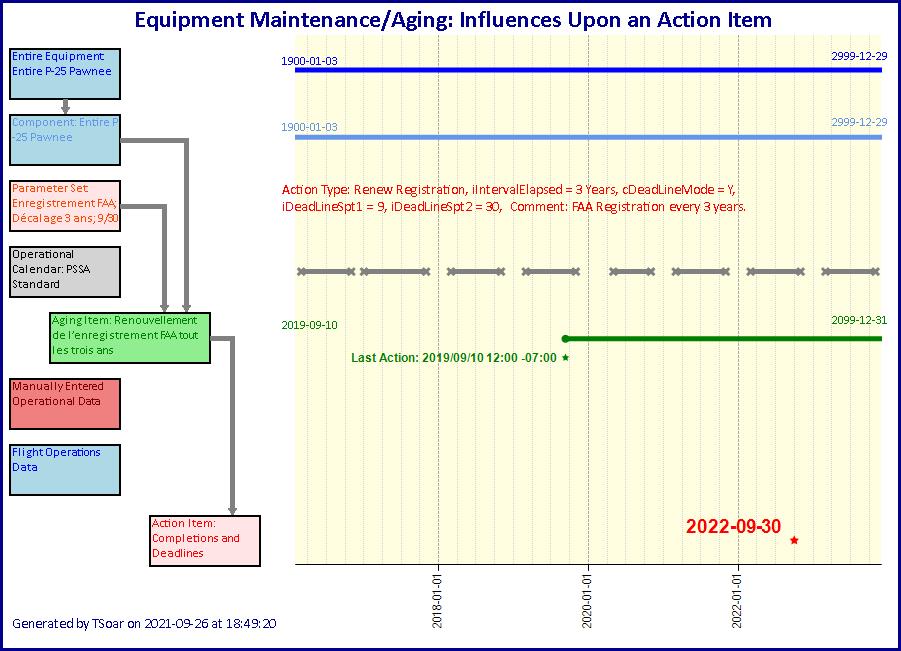 Equipment Maintenance/Aging: Influences Upon an Action Item
Entire Equipment
Entire P-25 Pawnee
1900-01-03
2999-12-29
Component: Entire P
-25 Pawnee
1900-01-03
2999-12-29
Parameter Set
Enregistrement FAA;
Décalage 3 ans; 9/30
Action Type: Renew Registration, iIntervalElapsed = 3 Years, cDeadLineMode = Y,
iDeadLineSpt1 = 9, iDeadLineSpt2 = 30, Comment: FAA Registration every 3 years.
Operational
Calendar: PSSA
Standard
Aging Item: Renouvellement
de l'enregistrement FAA tout
les trois ans
2019-09-10
2099-12-31
Last Action: 2019/09/10 12:00 -07:00
Manually Entered
Operational Data
Flight Operations
Data
Action Item:
Completions and
Deadlines
2022-09-30
2018-01-01
2020-01-01
2022-01-01
Generated by TSoar on 2021-09-26 at 18:49:20